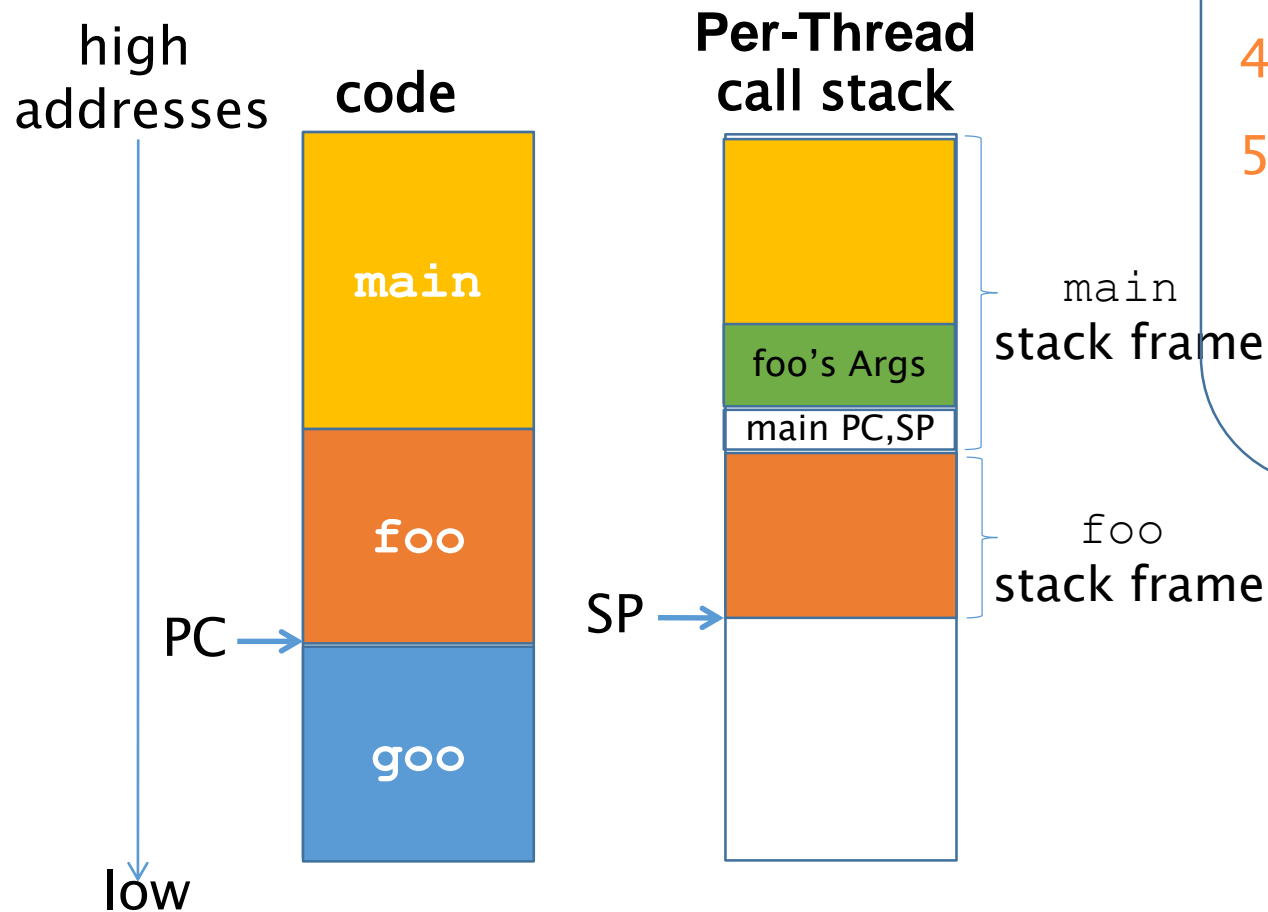 high
addresses
code
Per-Thread
call stack
4
5
main
foo's Args
main PC,SP
main
stack frame
foo
foo
stack frame
PC
SP
goo
low